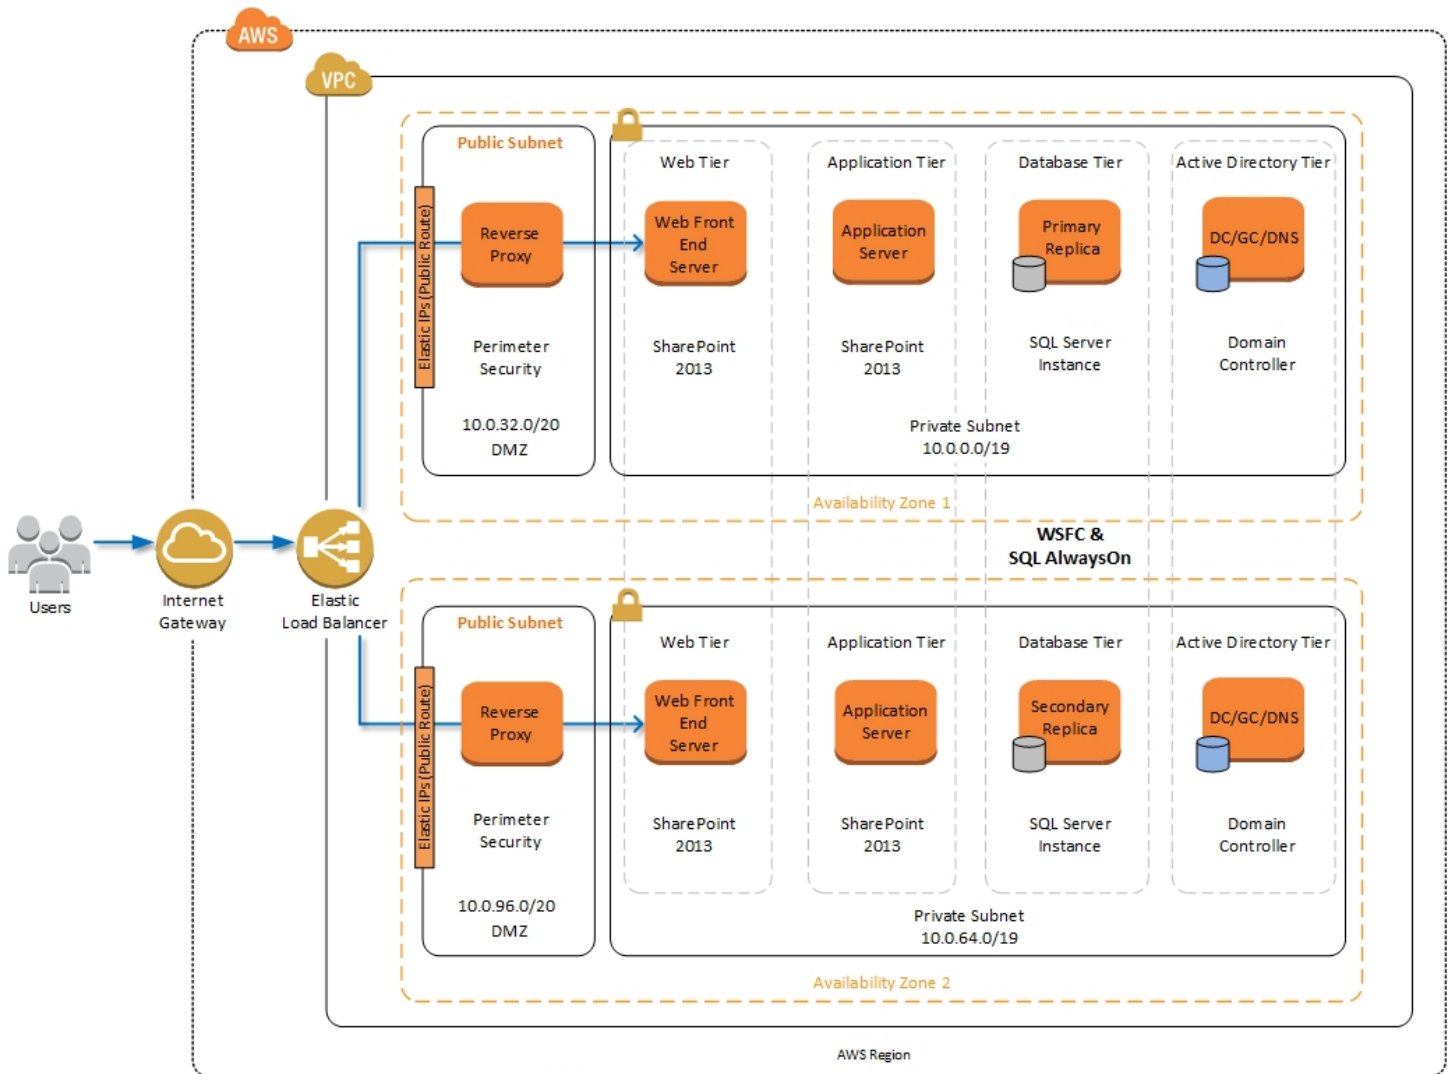 AWS
VPC
Public Subnet
Elastic IPs (Public Route)
Reverse
Proxy
Perimeter
Security
10.0.32.0/20
DMZ
Web Tier
Web Front
End
Server
SharePoint
2013
Application Tier
Application
Server
SharePoint
2013
Database Tier
Primary
Replica
SQL Server
Instance
Active Directory Tier
DC/GC/DNS
Domain
Controller
Private Subnet
10.0.0.0/19
Availability Zone 1
Users
Internet
Gateway
Elastic
Load Balancer
WSFC &
SQL AlwaysOn
Public Subnet
Elastic IPs (Public Route)
Reverse
Proxy
Perimeter
Security
10.0.96.0/20
DMZ
Web Tier
Web Front
End
Server
SharePoint
2013
Application Tier
Application
Server
SharePoint
2013
Database Tier
Secondary
Replica
SQL Server
Instance
Active Directory Tier
DC/GC/DNS
Domain
Controller
Private Subnet
10.0.64.0/19
Availability Zone 2
AWS Region